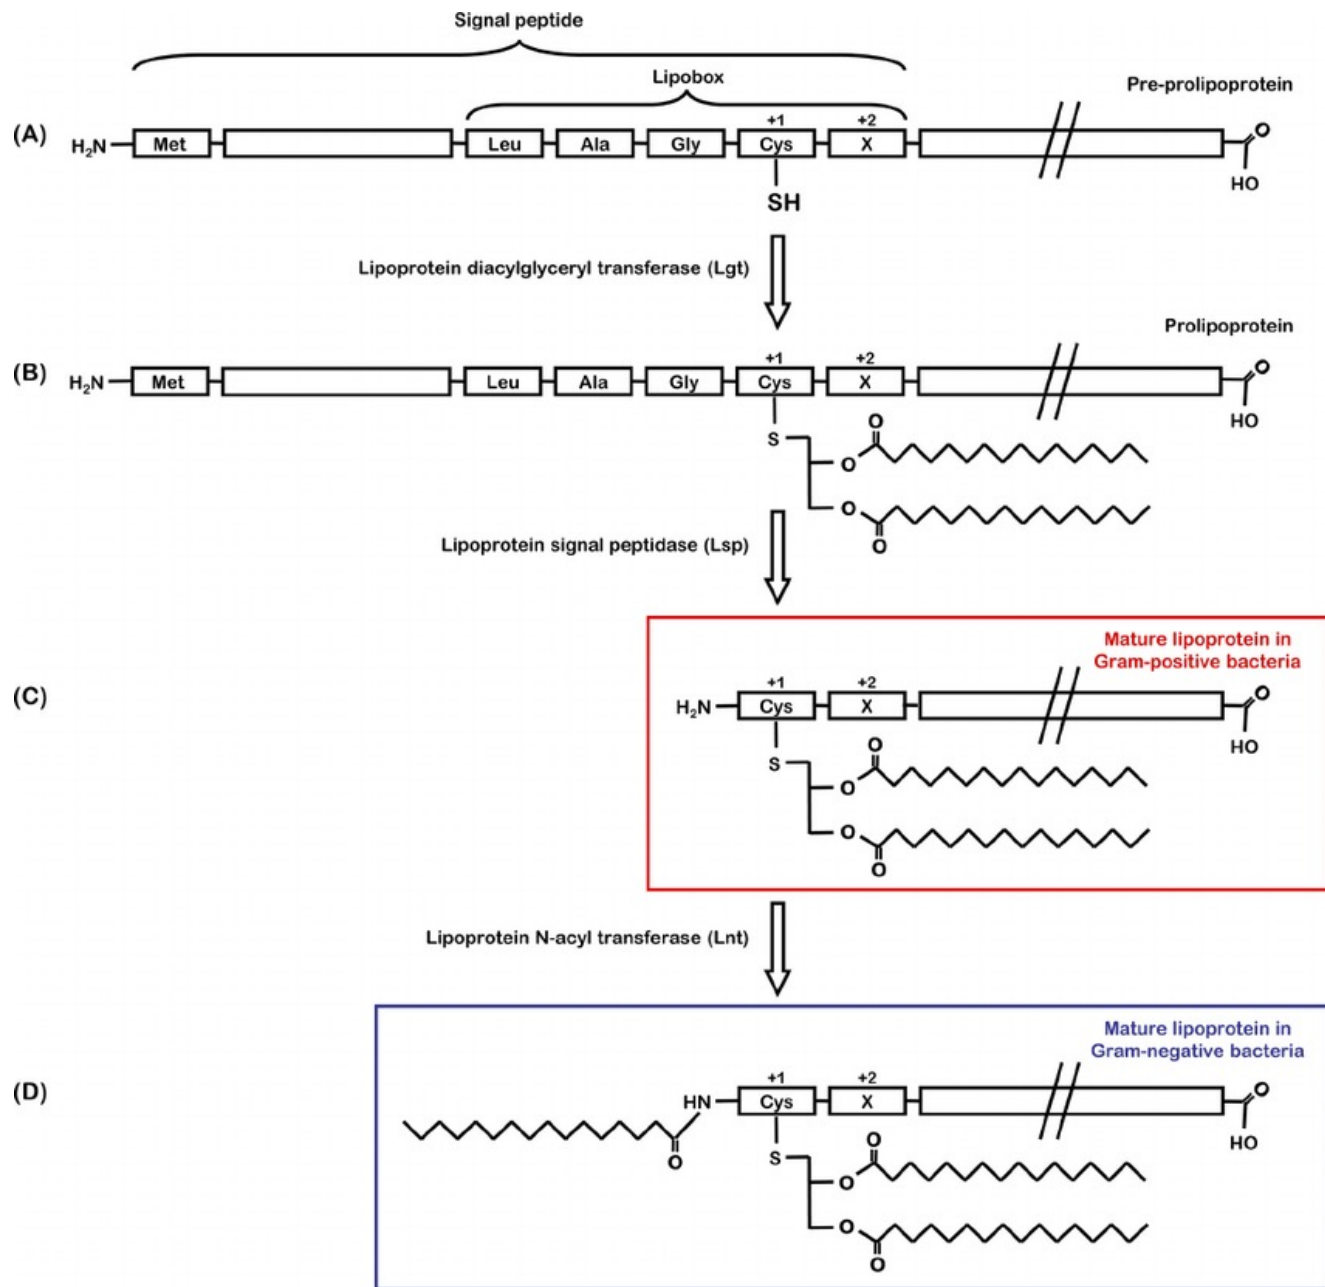 Signal peptide
Lipobox
Pre-prolipoprotein
(A)
+1 +2
H₂N Met Leu Ala Gly Cys X O
HO
SH
Lipoprotein diacylglyceryl transferase (Lgt)
Prolipoprotein
(B)
+1 +2
H₂N Met Leu Ala Gly Cys X O
HO
O
S
O
O
O
Lipoprotein signal peptidase (Lsp)
Mature lipoprotein in
Gram-positive bacteria
(C)
+1 +2
H₂N Cys X O
HO
O
S
O
O
O
Lipoprotein N-acyl transferase (Lnt)
Mature lipoprotein in
Gram-negative bacteria
(D)
+1 +2
HN Cys X O
HO
O
S
O
O
O
O